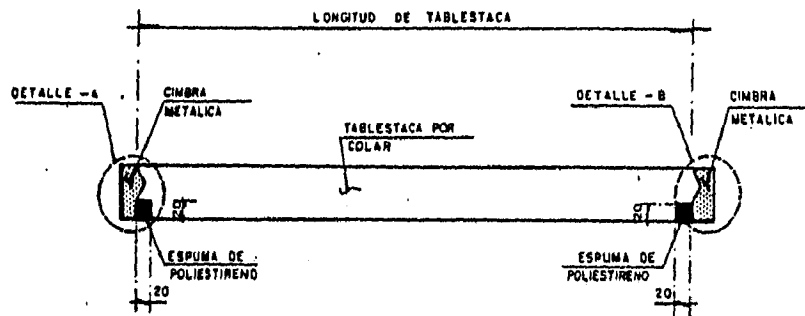 LONGITUD DE TABLESTACA
DETALLE -A
CIMBRA
METALICA
DETALLE -B
CIMBRA
METALICA
TABLESTACA POR
COLAR
20
20
ESPUMA DE
POLIESTIRENO
ESPUMA DE
POLIESTIRENO
20
20